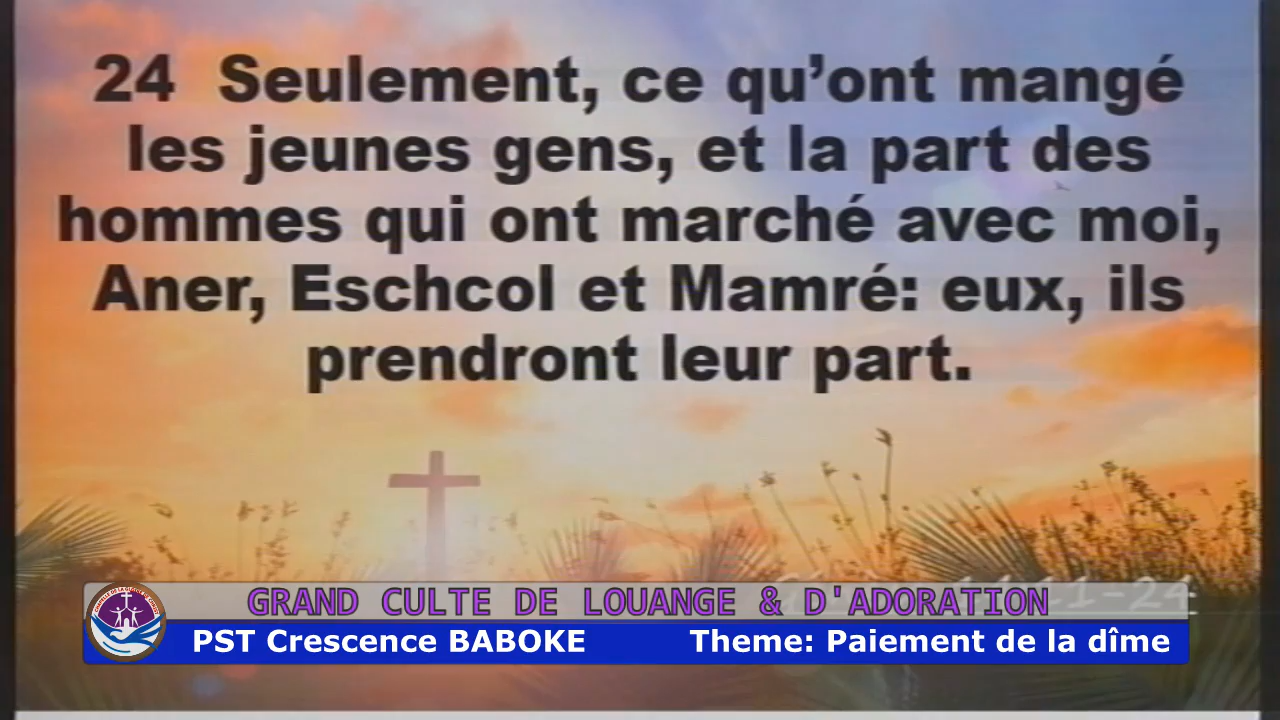 24 Seulement, ce qu’ont mangé
les jeunes gens, et la part des
hommes qui ont marché avec moi,
Aner, Eschcol et Mamré: eux, ils
prendront leur part.
GRAND CULTE DE LOUANGE & D'ADORATION
PST Crescence BABOKE Theme: Paiement de la dîme